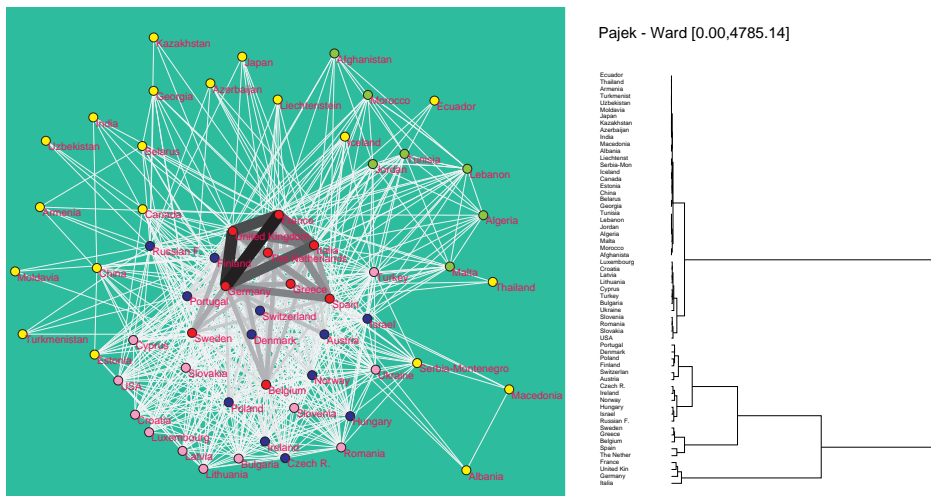 Kazakhstan
Japan
Afghanistan
Georgia
Azerbaijan
Liechtenstein
Morocco
Ecuador
India
Uzbekistan
Belarus
Iceland
Tunisia
Jordan
Lebanon
Armenia
Canada
France
Algeria
United Kingdom
Russian F.
Italia
Netherlands
Finland
Moldavia
China
Turkey
Malta
Thailand
Germany
Greece
Portugal
Spain
Switzerland
Israel
Turkmenistan
Sweden
Denmark
Austria
Cyprus
Estonia
Slovakia
Norway
Ukraine
Serbia-Montenegro
USA
Belgium
Macedonia
Poland
Slovenia
Croatia
Hungary
Luxembourg
Ireland
Romania
Latvia
Bulgaria
Czech R.
Lithuania
Albania
Pajek - Ward [0.00,4785.14]
Ecuador
Thailand
Armenia
Turkmenist
Uzbekistan
Moldavia
Japan
Kazakhstan
Azerbaijan
India
Macedonia
Albania
Liechtenst
Serbia-Mon
Iceland
Canada
Estonia
China
Belarus
Georgia
Tunisia
Lebanon
Jordan
Algeria
Malta
Morocco
Afghanista
Luxembourg
Croatia
Latvia
Lithuania
Cyprus
Turkey
Bulgaria
Ukraine
Slovenia
Romania
Slovakia
USA
Portugal
Denmark
Poland
Finland
Switzerlan
Austria
Czech R.
Ireland
Norway
Hungary
Israel
Russian F.
Sweden
Greece
Belgium
Spain
The Nether
France
United Kin
Germany
Italia